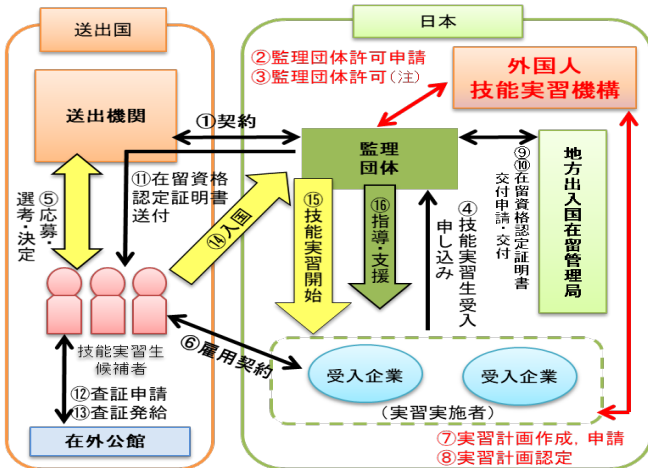 送出国
日本
②監理団体許可申請
③監理団体許可(注)
外国人
技能実習機構
送出機関
①契約
監理
団体
⑪在留資格
認定証明書
送付
⑤応募・
選考・決定
⑭入国
⑮技能実習開始
⑯指導・支援
④技能実習生受入
申し込み
⑨⑩在留資格認定証明書
交付申請・交付
地方出入国在留管理局
技能実習生
候補者
⑥雇用契約
受入企業
受入企業
(実習実施者)
⑫査証申請
⑬査証発給
在外公館
⑦実習計画作成，申請
⑧実習計画認定